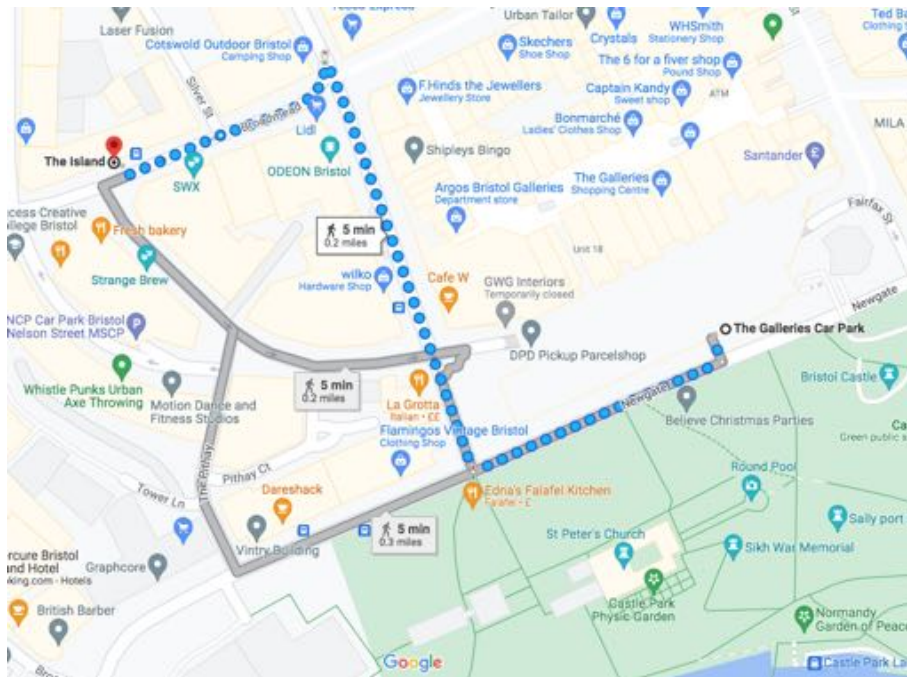 Laser Fusion
Tesco Express
Urban Tailor
Crystals
WHSmith
Stationery Shop
Ted Ba
Clothing S
Cotswold Outdoor Bristol
Camping Shop
Skechers
Shoe Shop
The 6 for a fiver shop
Pound Shop
Silver St
F.Hinds the Jewellers
Jewellery Store
Captain Kandy
Sweet shop
ATM
Broadmead
Lidl
Bonmarché
Ladies' Clothes Shop
MILA
The Island
SWX
ODEON Bristol
Shipleys Bingo
Santander
Argos Bristol Galleries
Department store
The Galleries
Shopping Centre
Fairfax St
ccess Creative
llege Bristol
Fresh bakery
5 min
0.2 miles
Unit 18
Strange Brew
wilko
Hardware Shop
Cafe W
GWG Interiors
Temporarily closed
Newgate
NCP Car Park Bristol
Nelson Street MSCP
The Galleries Car Park
DPD Pickup Parcelshop
Whistle Punks Urban
Axe Throwing
Motion Dance and
Fitness Studios
5 min
0.2 miles
La Grotta
Italian • ££
Newgate
Bristol Castle
Believe Christmas Parties
Flamingos Vintage Bristol
Clothing Shop
Ca
Green public s
The Pithay
Pithay Ct
Round Pool
Tower Ln
Dareshack
Edna's Falafel Kitchen
Falafel • £
Sally port
5 min
0.3 miles
Vintry Building
St Peter's Church
Sikh War Memorial
ercure Bristol
and Hotel
king.com - Hotels
Graphcore
Castle Park
Physic Garden
British Barber
Normandy
Garden of Peac
Google
Castle Park La